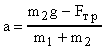 a = (m₂g – Fтр) / (m₁ + m₂)